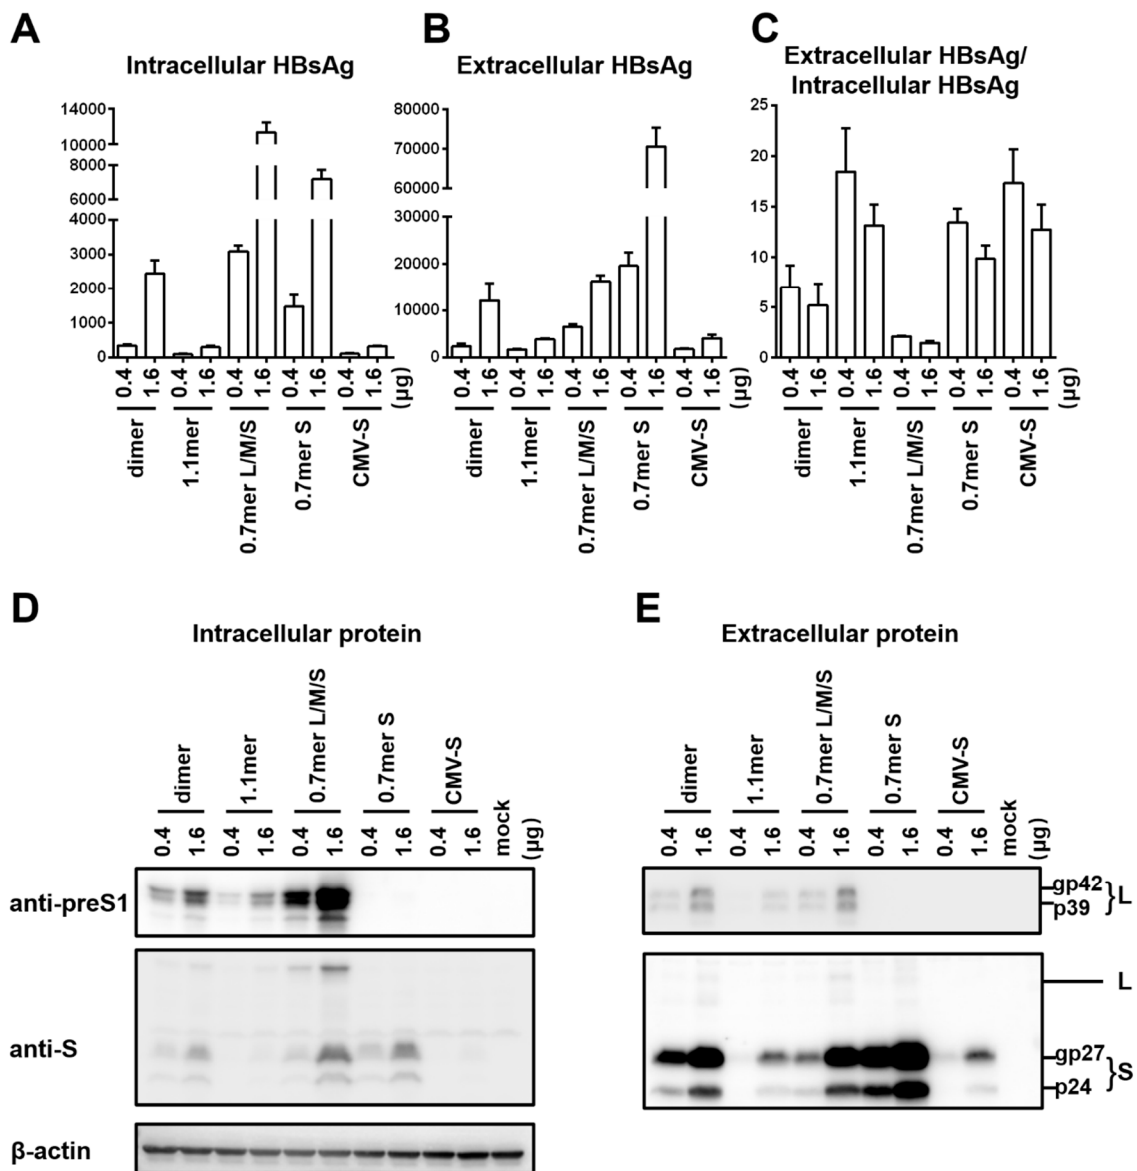 A
B
C
Intracellular HBsAg
Extracellular HBsAg
Extracellular HBsAg/
Intracellular HBsAg
14000
10000
8000
6000
4000
3000
2000
1000
0
80000
70000
60000
30000
20000
10000
0
25
20
15
10
5
0
0.4 1.6 0.4 1.6 0.4 1.6 0.4 1.6 0.4 1.6 (µg)
dimer 1.1mer 0.7mer L/M/S 0.7mer S CMV-S
0.4 1.6 0.4 1.6 0.4 1.6 0.4 1.6 0.4 1.6 (µg)
dimer 1.1mer 0.7mer L/M/S 0.7mer S CMV-S
0.4 1.6 0.4 1.6 0.4 1.6 0.4 1.6 0.4 1.6 (µg)
dimer 1.1mer 0.7mer L/M/S 0.7mer S CMV-S
D
Intracellular protein
dimer 1.1mer 0.7mer L/M/S 0.7mer S CMV-S
0.4 1.6 0.4 1.6 0.4 1.6 0.4 1.6 0.4 1.6 mock (µg)
anti-preS1
anti-S
β-actin
E
Extracellular protein
dimer 1.1mer 0.7mer L/M/S 0.7mer S CMV-S
0.4 1.6 0.4 1.6 0.4 1.6 0.4 1.6 0.4 1.6 mock (µg)
gp42
p39
} L
L
gp27
p24
} S